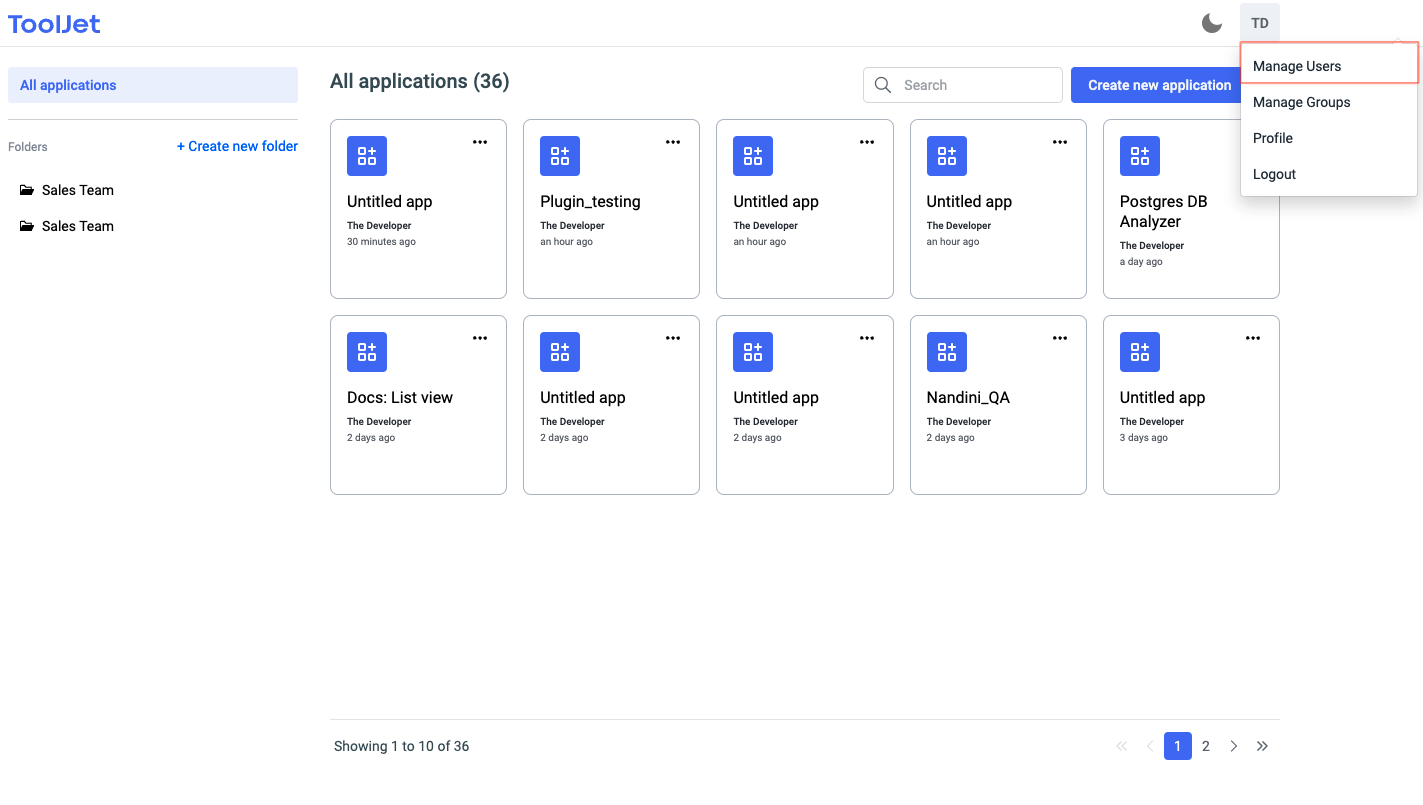 ToolJet
TD
Manage Users
Manage Groups
Profile
Logout
All applications
Folders
+ Create new folder
Sales Team
Sales Team
All applications (36)
Search
Create new application
Untitled app
The Developer
30 minutes ago
Plugin_testing
The Developer
an hour ago
Untitled app
The Developer
an hour ago
Untitled app
The Developer
an hour ago
Postgres DB
Analyzer
The Developer
a day ago
Docs: List view
The Developer
2 days ago
Untitled app
The Developer
2 days ago
Untitled app
The Developer
2 days ago
Nandini_QA
The Developer
2 days ago
Untitled app
The Developer
3 days ago
Showing 1 to 10 of 36
1 2